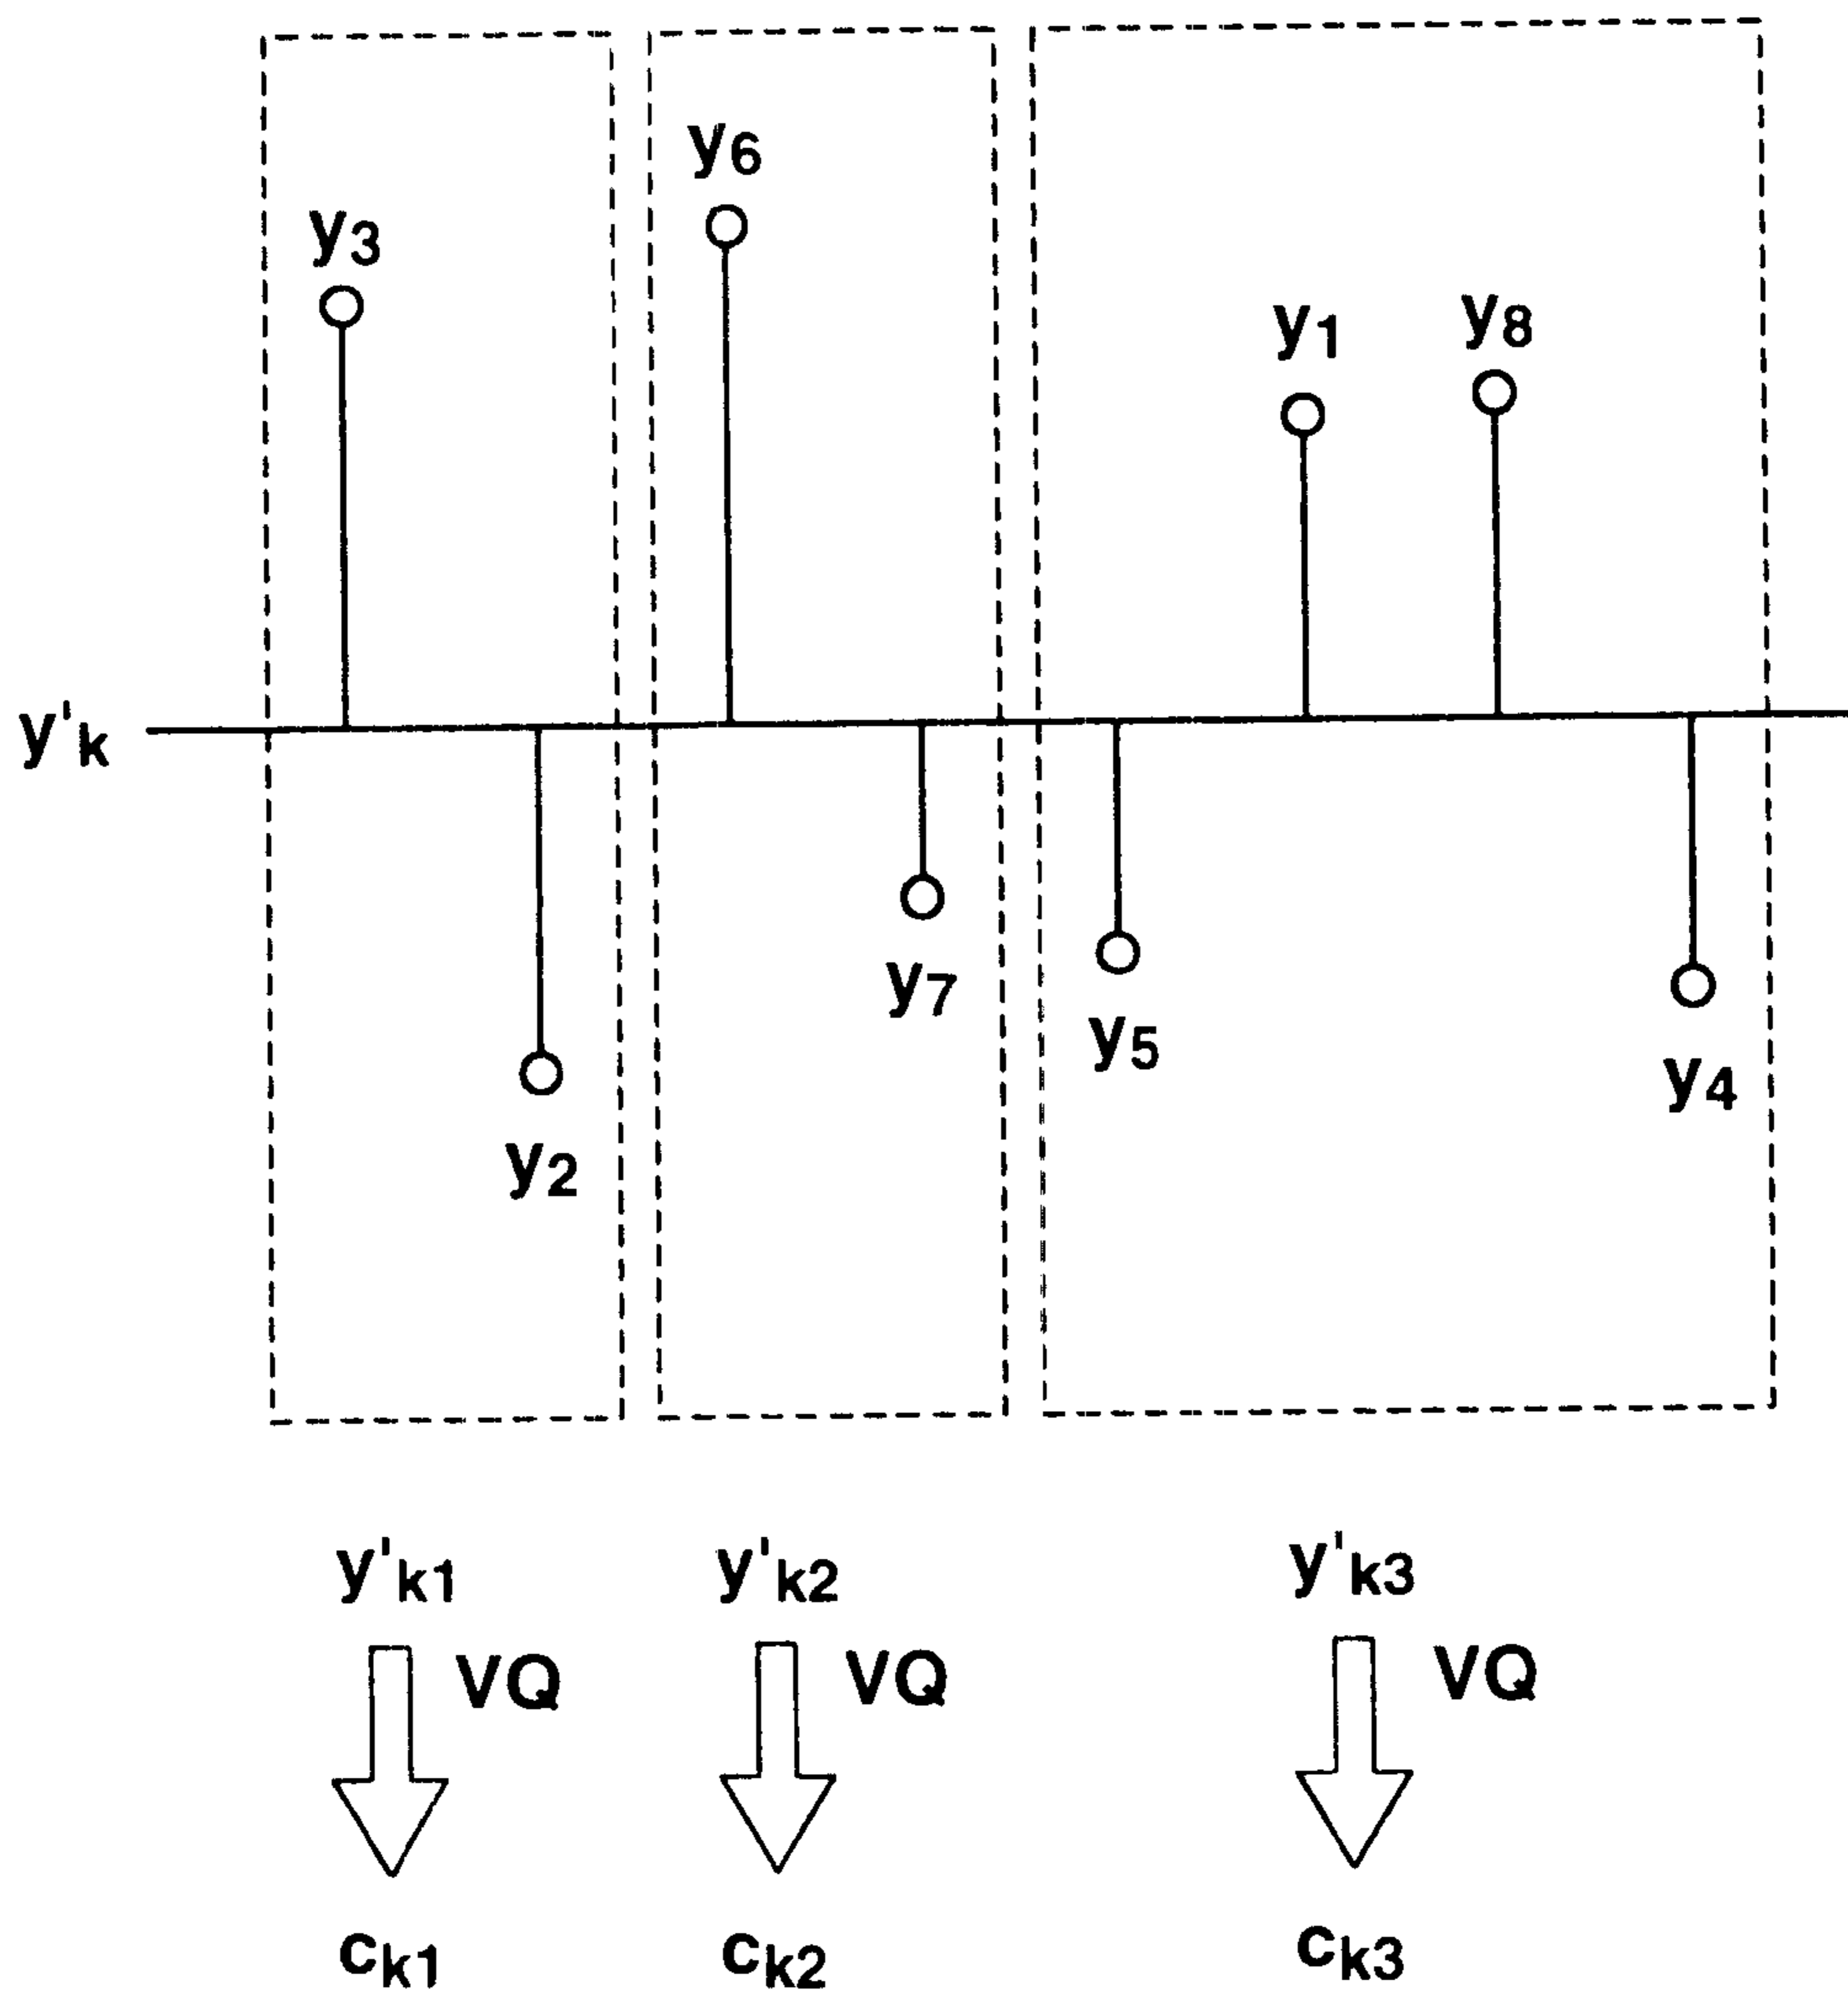 y6
y3
y1 y8
y'k
y7
y5
y4
y2
y'k1 y'k2 y'k3
VQ VQ VQ
ck1 ck2 ck3